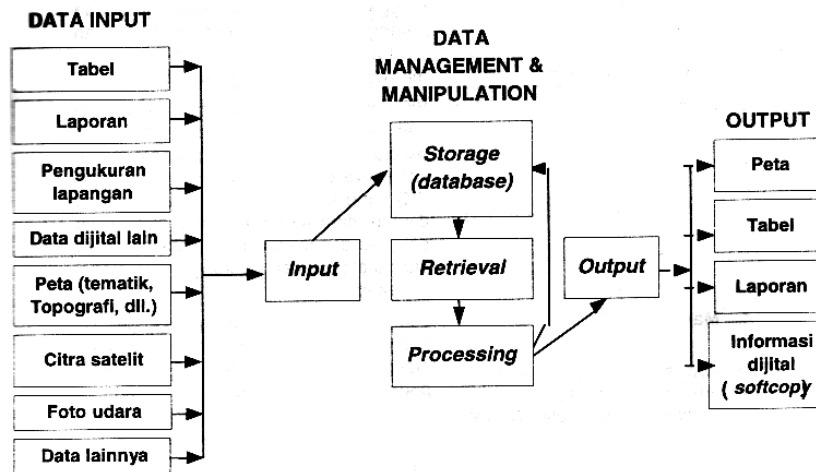 DATA INPUT
Tabel
Laporan
Pengukuran
lapangan
Data dijital lain
Peta (tematik,
Topografi, dll.)
Citra satelit
Foto udara
Data lainnya
Input
DATA
MANAGEMENT &
MANIPULATION
Storage
(database)
Retrieval
Processing
Output
OUTPUT
Peta
Tabel
Laporan
Informasi
dijital
( softcopy)